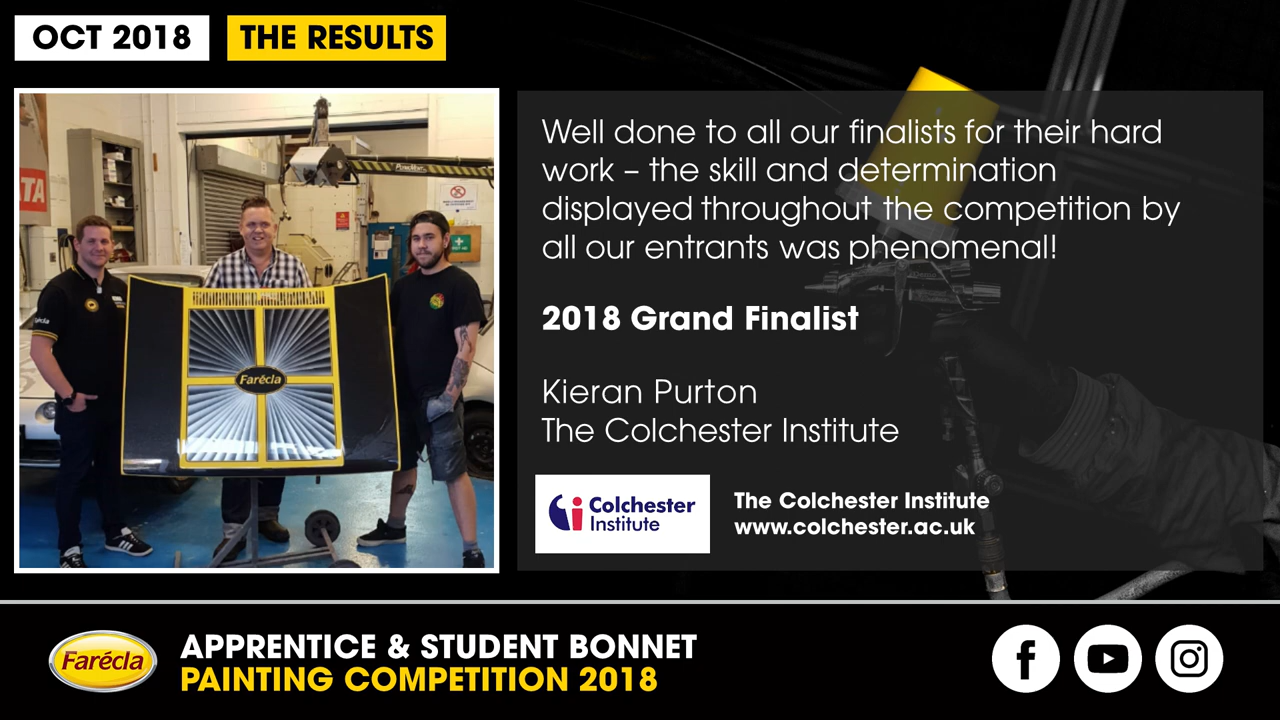 OCT 2018
THE RESULTS
TA
Farécla
Well done to all our finalists for their hard
work – the skill and determination
displayed throughout the competition by
all our entrants was phenomenal!
2018 Grand Finalist
Kieran Purton
The Colchester Institute
Colchester
Institute
The Colchester Institute
www.colchester.ac.uk
Farécla
APPRENTICE & STUDENT BONNET
PAINTING COMPETITION 2018